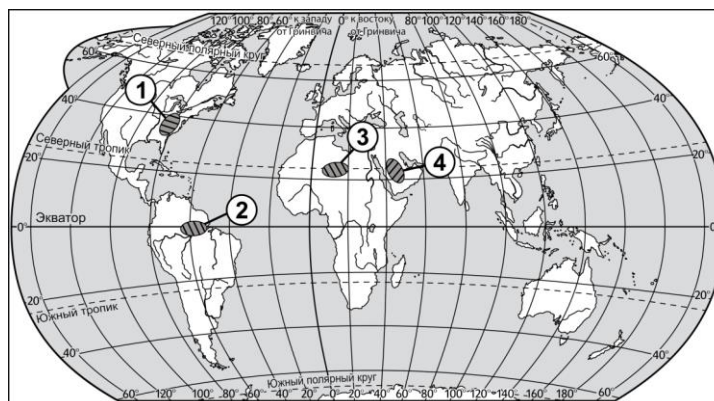 120° 100° 80° 60° к западу 0° к востоку 80° 100° 120° 140° 160° 180°
от Гринвича от Гринвича
Северный полярный круг
60° 60°
1
40° 40°
3
Северный тропик
4
20° 20°
2
Экватор
0° 0°
20° 20°
Южный тропик
40° 40°
Южный полярный круг
60° 120° 100° 80° 60° 40° 20° 0° 20° 40° 60° 80° 100° 120° 140° 160° 60°